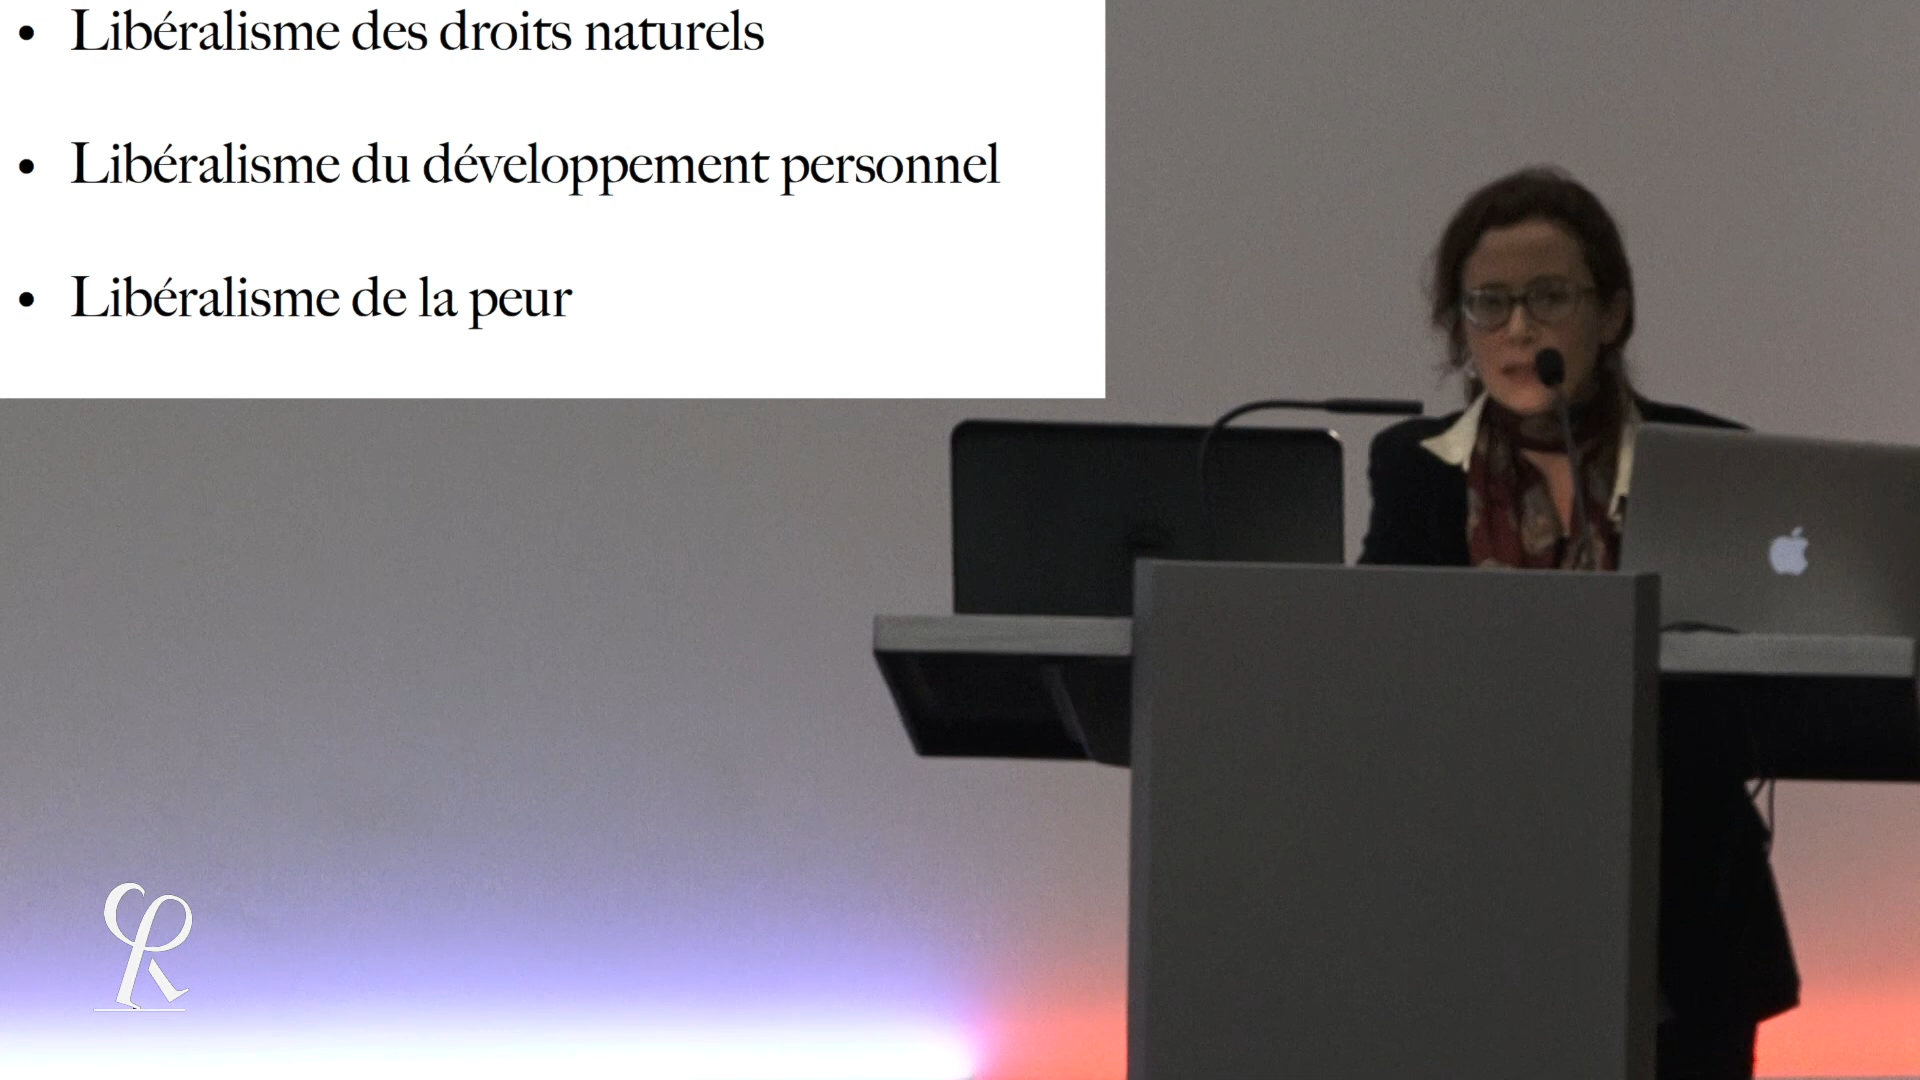 • Libéralisme des droits naturels
• Libéralisme du développement personnel
• Libéralisme de la peur